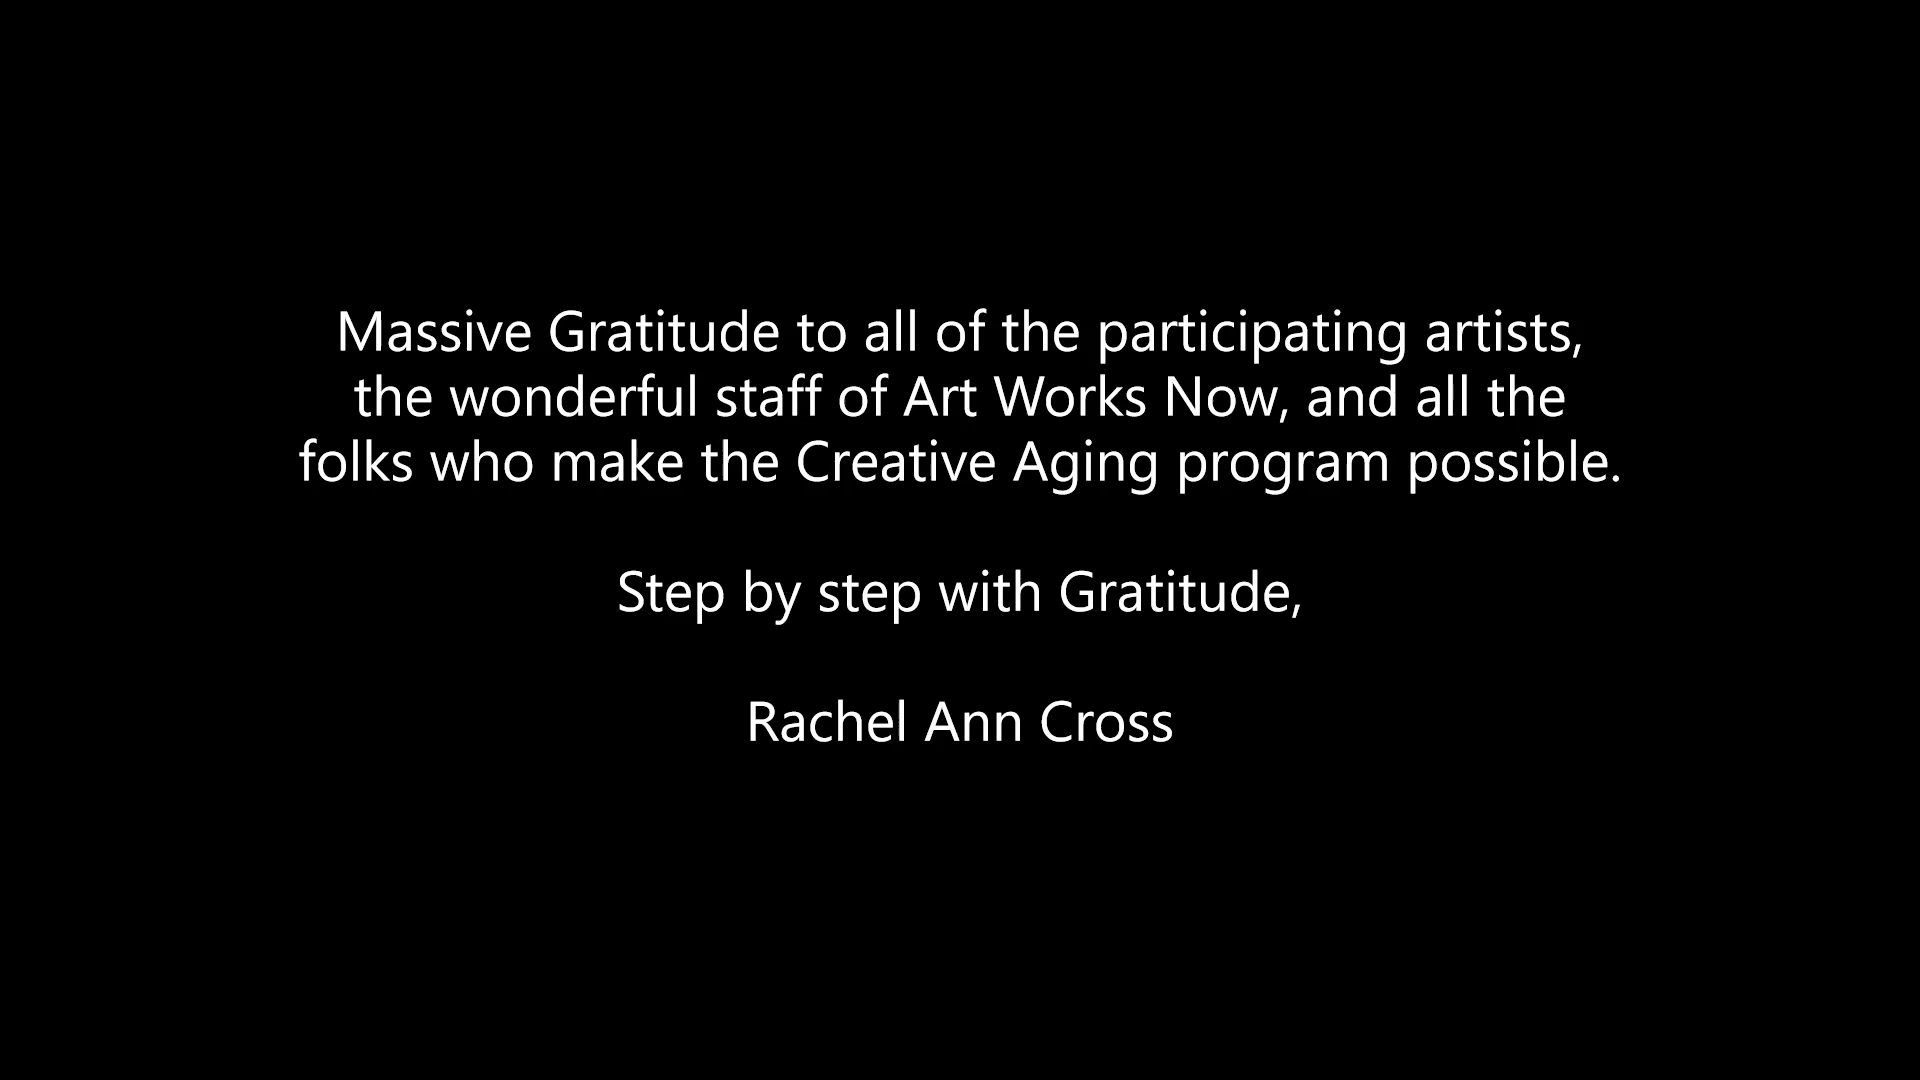 Massive Gratitude to all of the participating artists,
the wonderful staff of Art Works Now, and all the
folks who make the Creative Aging program possible.
Step by step with Gratitude,
Rachel Ann Cross